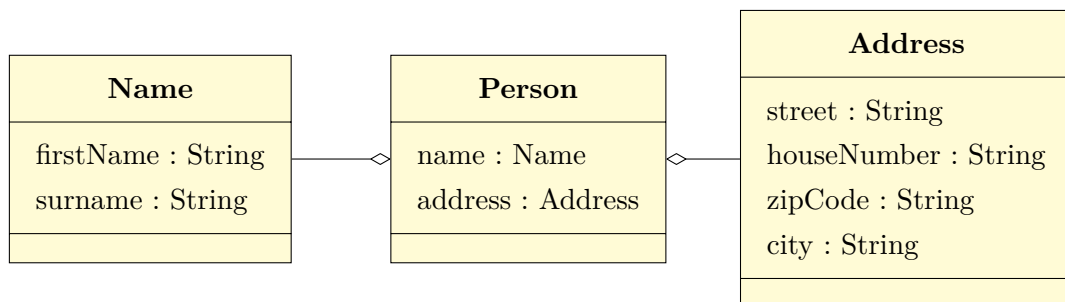 Name
firstName : String
surname : String
Person
name : Name
address : Address
Address
street : String
houseNumber : String
zipCode : String
city : String